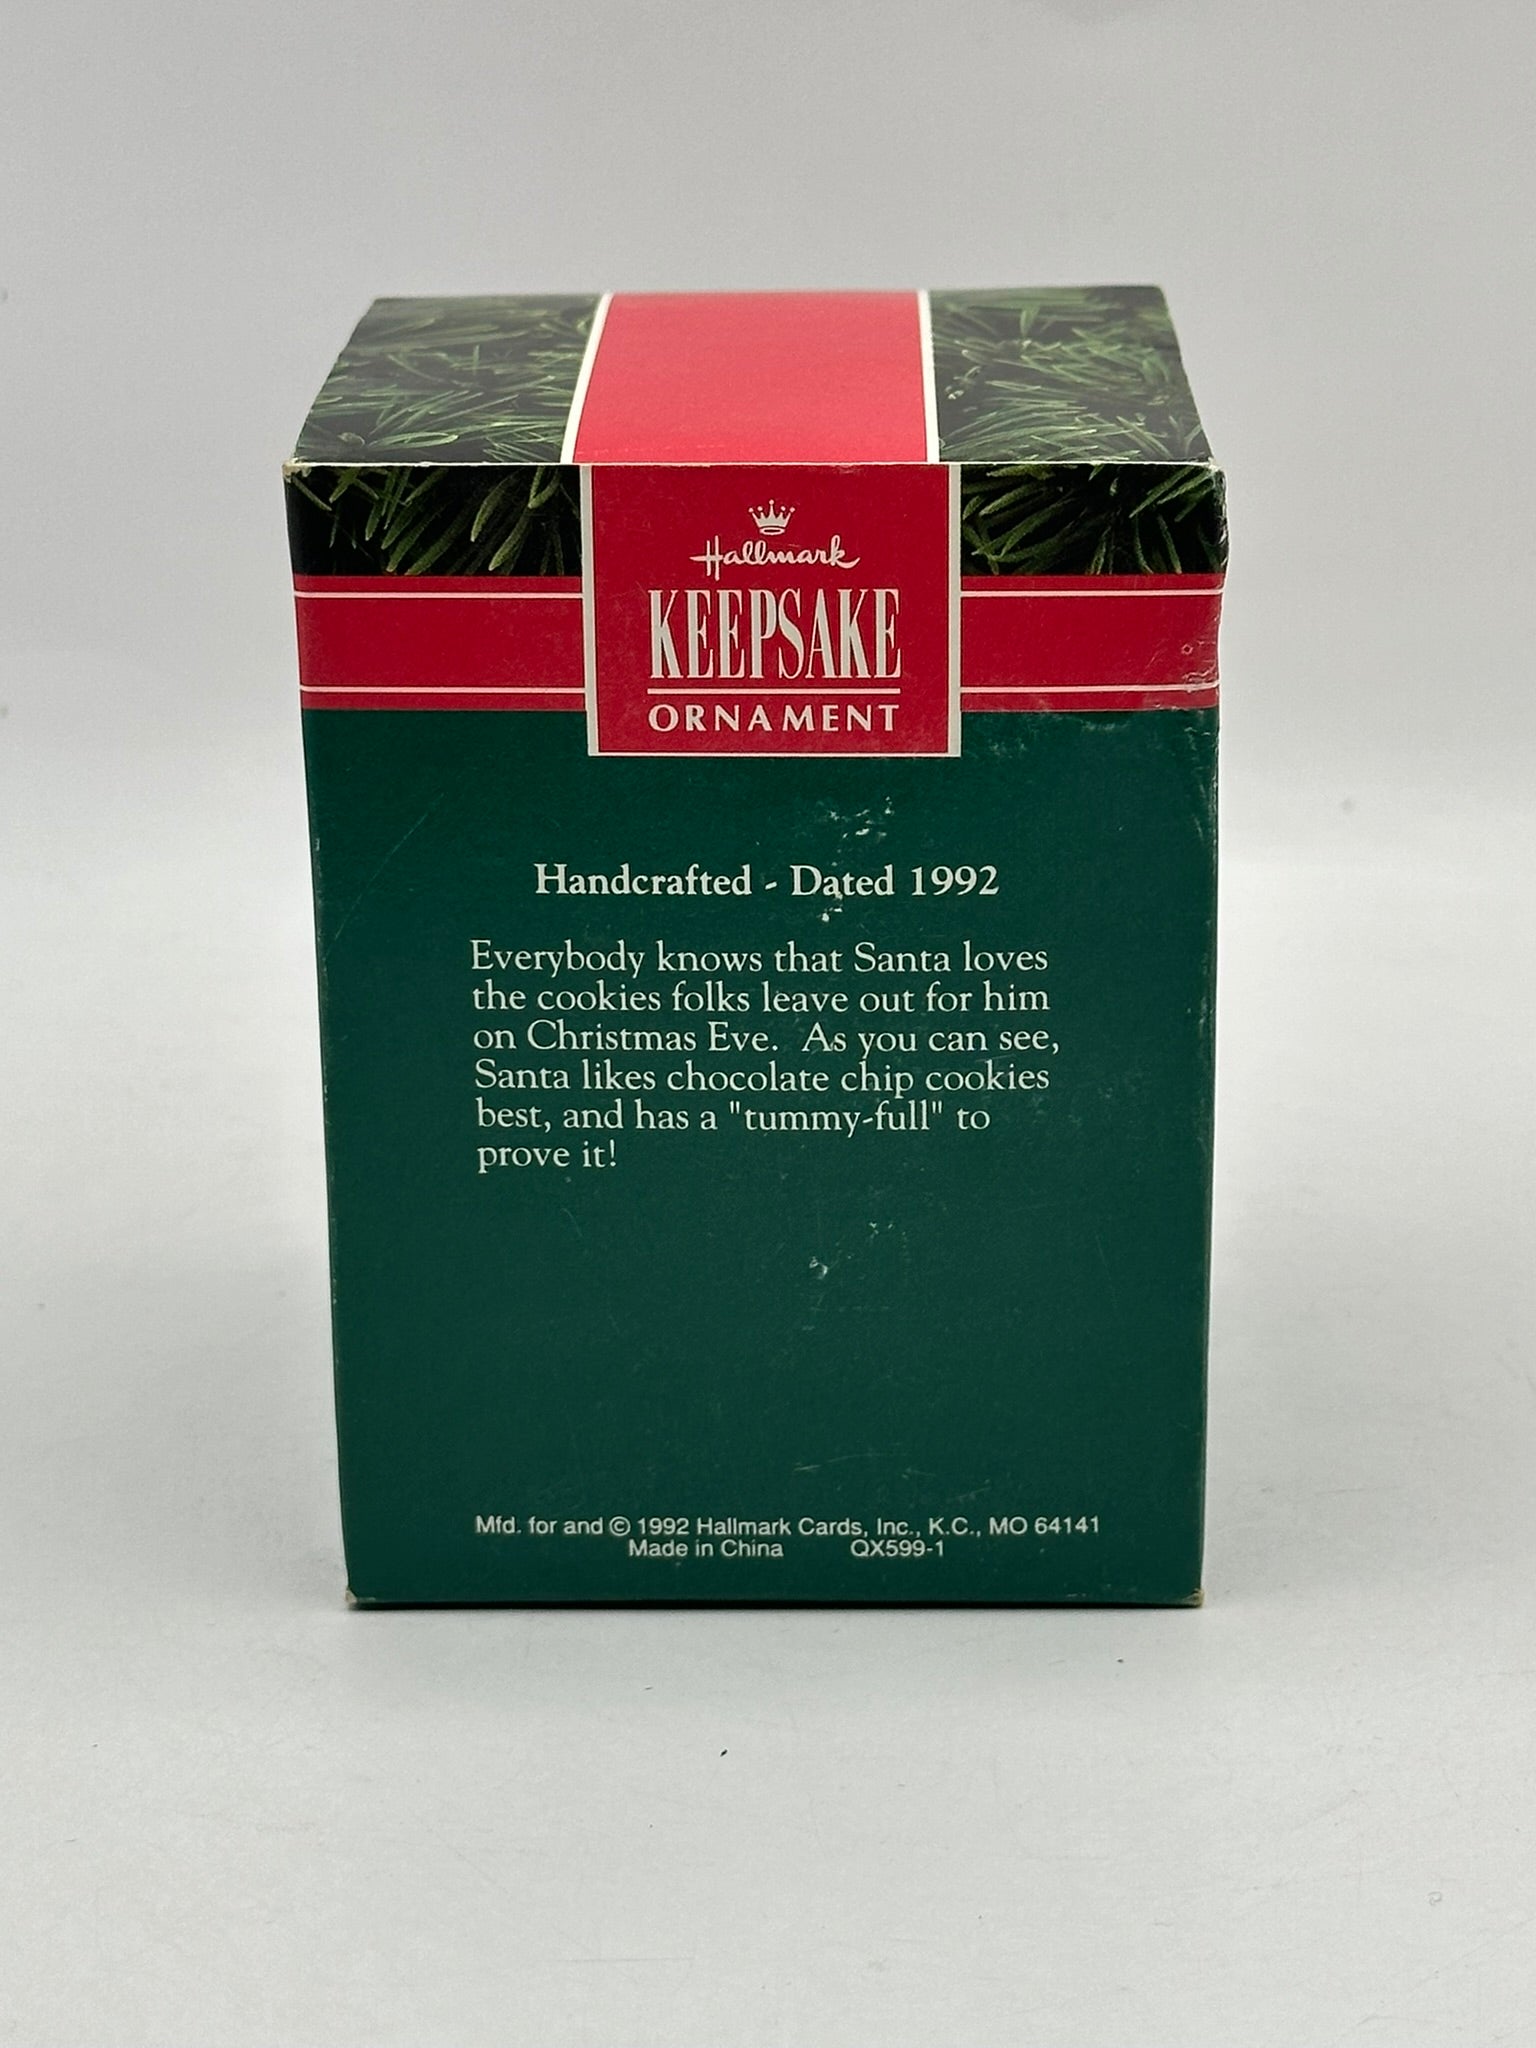 Hallmark
KEEPSAKE
ORNAMENT
Handcrafted - Dated 1992
Everybody knows that Santa loves
the cookies folks leave out for him
on Christmas Eve. As you can see,
Santa likes chocolate chip cookies
best, and has a "tummy-full" to
prove it!
Mfd. for and © 1992 Hallmark Cards, Inc., K.C., MO 64141
Made in China QX599-1